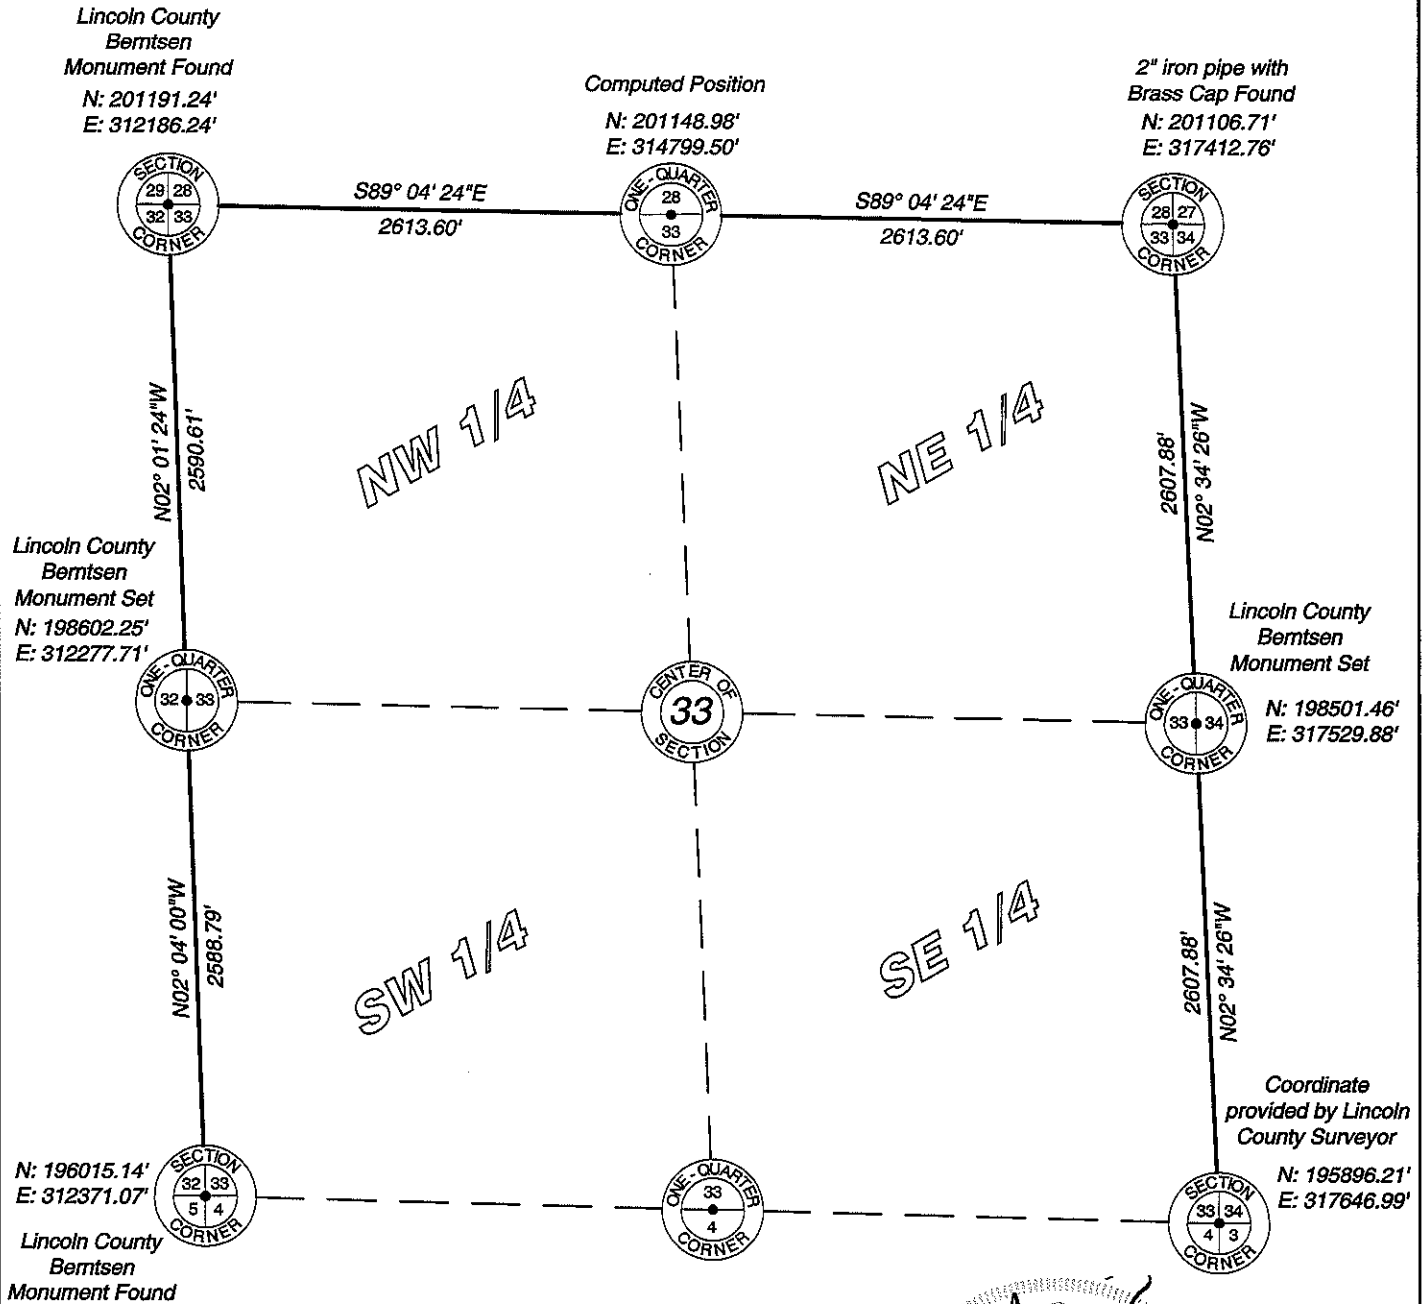 Lincoln County
Berntsen
Monument Found
N: 201191.24'
E: 312186.24'
Computed Position
N: 201148.98'
E: 314799.50'
2" iron pipe with
Brass Cap Found
N: 201106.71'
E: 317412.76'
SECTION
29 28
32 33
CORNER
S89° 04' 24"E
2613.60'
ONE-QUARTER
28
33
CORNER
S89° 04' 24"E
2613.60'
SECTION
28 27
33 34
CORNER
N02° 01' 24"W
2590.61'
NW 1/4
NE 1/4
2607.88'
N02° 34' 26"W
Lincoln County
Berntsen
Monument Set
N: 198602.25'
E: 312277.71'
ONE-QUARTER
32 33
CORNER
CENTER OF
33
SECTION
ONE-QUARTER
33 34
CORNER
Lincoln County
Berntsen
Monument Set
N: 198501.46'
E: 317529.88'
N02° 04' 00"W
2588.79'
SW 1/4
SE 1/4
2607.88'
N02° 34' 26"W
N: 196015.14'
E: 312371.07'
Lincoln County
Berntsen
Monument Found
SECTION
32 33
5 4
CORNER
ONE-QUARTER
33
4
CORNER
SECTION
33 34
4 3
CORNER
Coordinate
provided by Lincoln
County Surveyor
N: 195896.21'
E: 317646.99'